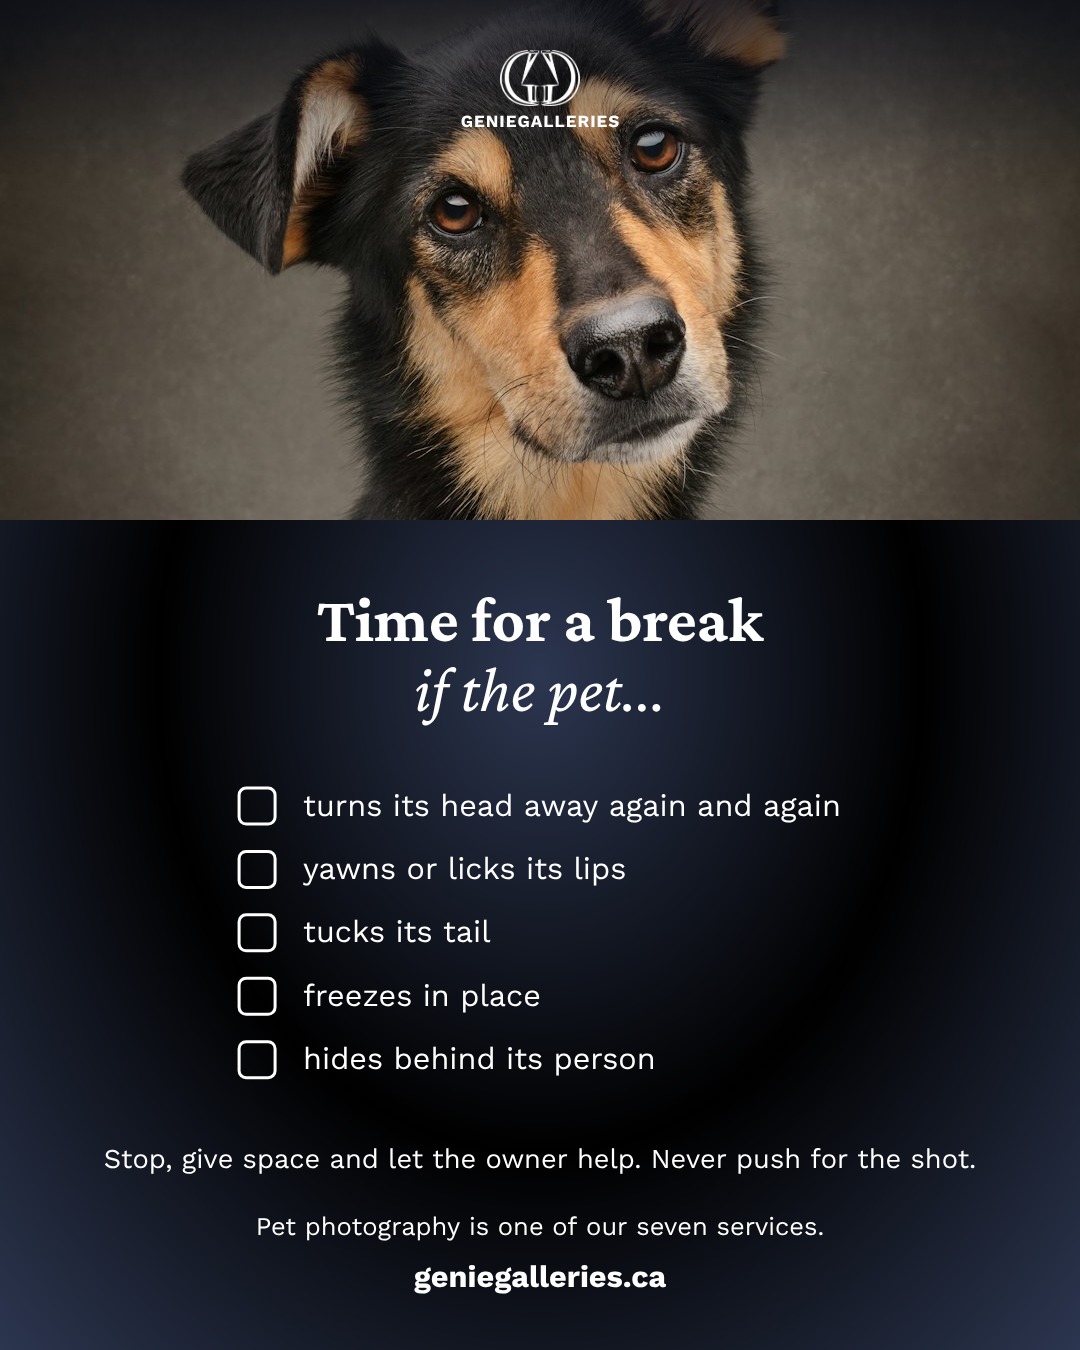 GENIEGALLERIES
Time for a break
if the pet...
turns its head away again and again
yawns or licks its lips
tucks its tail
freezes in place
hides behind its person
Stop, give space and let the owner help. Never push for the shot.
Pet photography is one of our seven services.
geniegalleries.ca